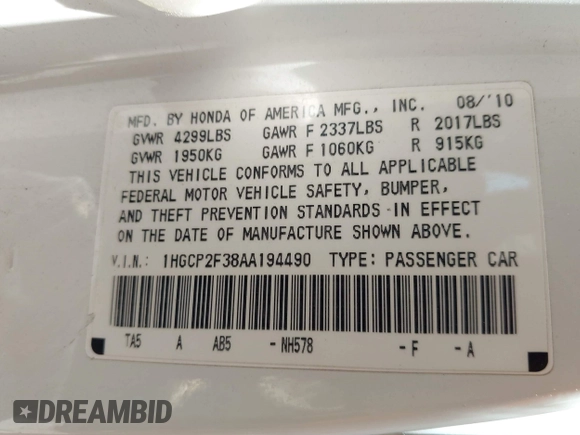 MFD. BY HONDA OF AMERICA MFG., INC. 08/'10
GVWR 4299LBS GAWR F 2337LBS R 2017LBS
GVWR 1950KG GAWR F 1060KG R 915KG
THIS VEHICLE CONFORMS TO ALL APPLICABLE
FEDERAL MOTOR VEHICLE SAFETY, BUMPER,
AND THEFT PREVENTION STANDARDS IN EFFECT
ON THE DATE OF MANUFACTURE SHOWN ABOVE.
V.I.N.: 1HGCP2F38AA194490 TYPE: PASSENGER CAR
TA5 A AB5 -NH578 -F -A
DREAMBID